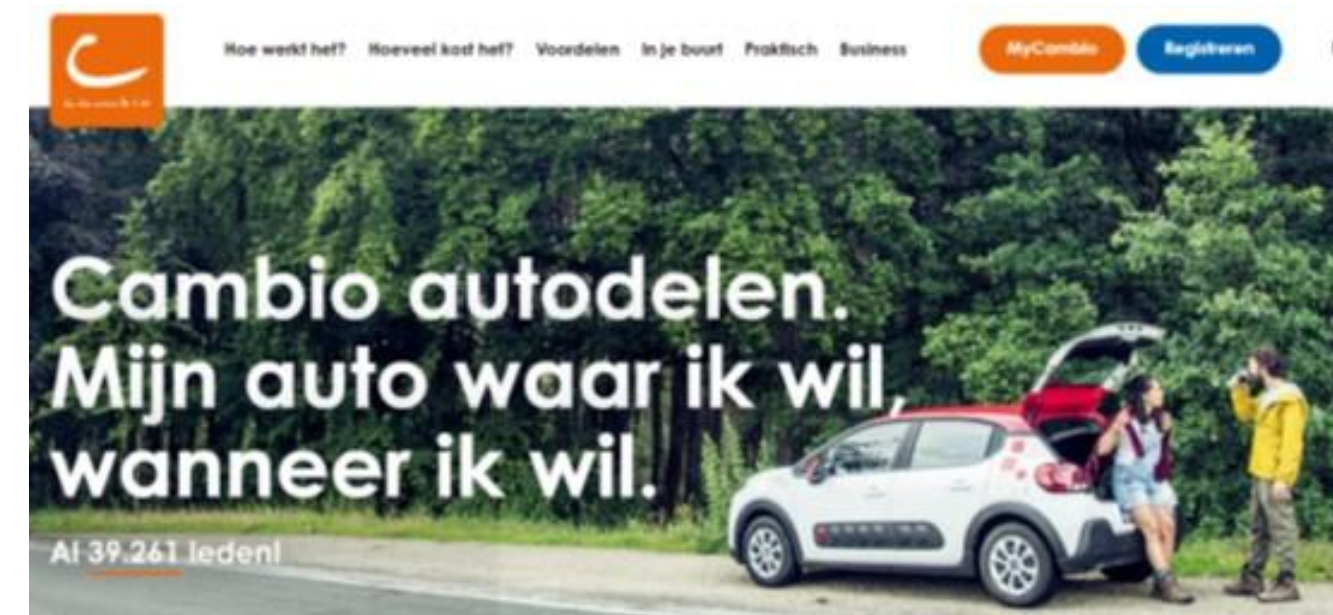 Hoe werkt het? Hoeveel kost het? Voordelen In je buurt Praktisch Business MyCambio Registreren
Cambio autodelen.
Mijn auto waar ik wil,
wanneer ik wil.
Al 39.261 leden!